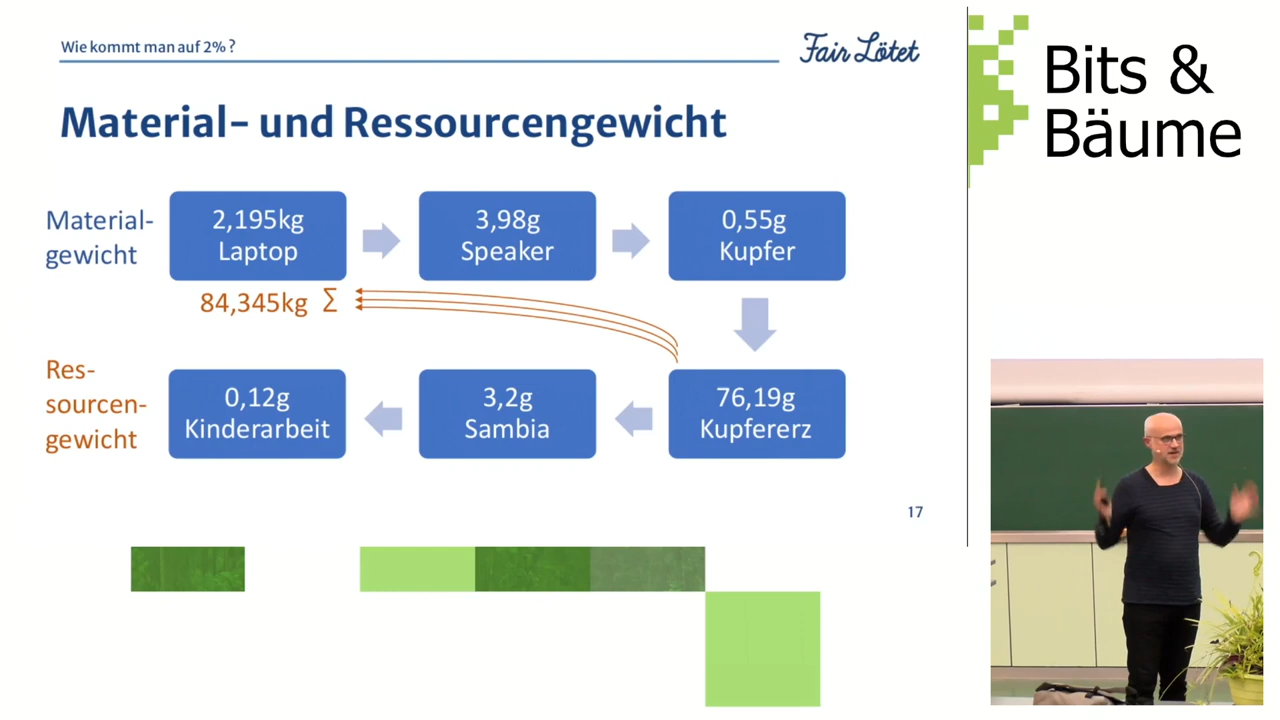 Wie kommt man auf 2% ?
Fair Lötet
Material- und Ressourcengewicht
Material-
gewicht
2,195kg
Laptop
3,98g
Speaker
0,55g
Kupfer
84,345kg Σ
Res-
sourcen-
gewicht
0,12g
Kinderarbeit
3,2g
Sambia
76,19g
Kupfererz
17
Bits &
Bäume